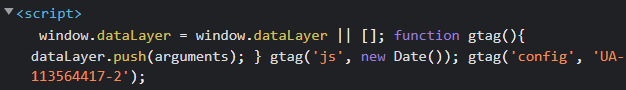 <script>
window.dataLayer = window.dataLayer || []; function gtag(){
dataLayer.push(arguments); } gtag('js', new Date()); gtag('config', 'UA-
113564417-2');